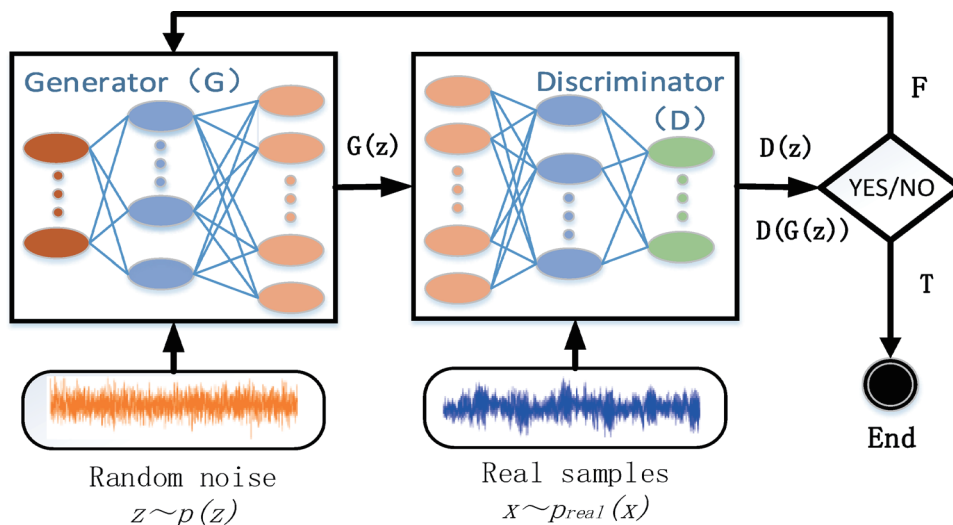 Generator（G）
Discriminator
（D）
G(z)
D(z)
D(G(z))
YES/NO
F
T
End
Random noise
z～p(z)
Real samples
x～preal(x)